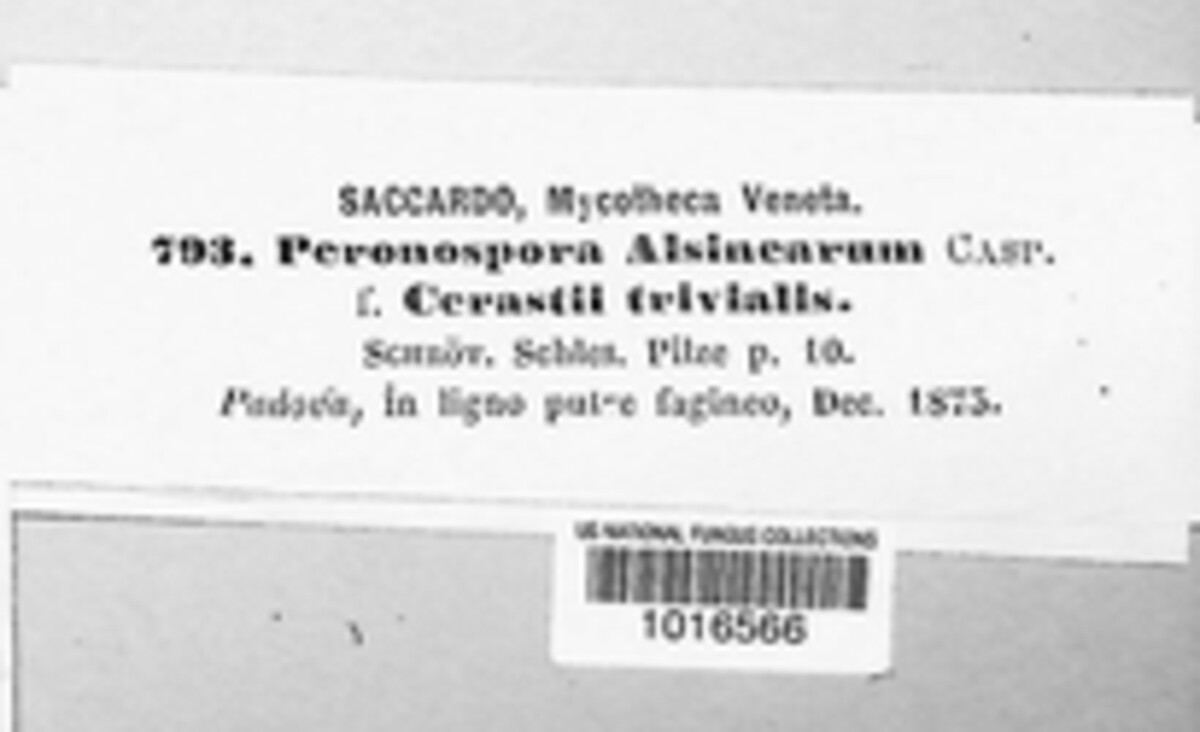 SACCARDO, Mycotheca Veneta.
793. Peronospora Alsinearum CASP.
f. Cerastii trivialis.
SCHRÖT. Schles. Pilze p. 10.
Padova, in ligno putre fagineo, Dec. 1875.
US NATIONAL FUNGUS COLLECTIONS
1016566